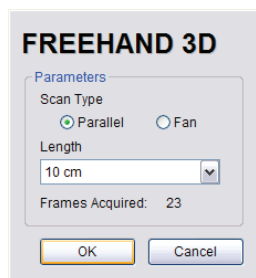 FREEHAND 3D
Parameters
Scan Type
Parallel Fan
Length
10 cm
Frames Acquired: 23
OK Cancel